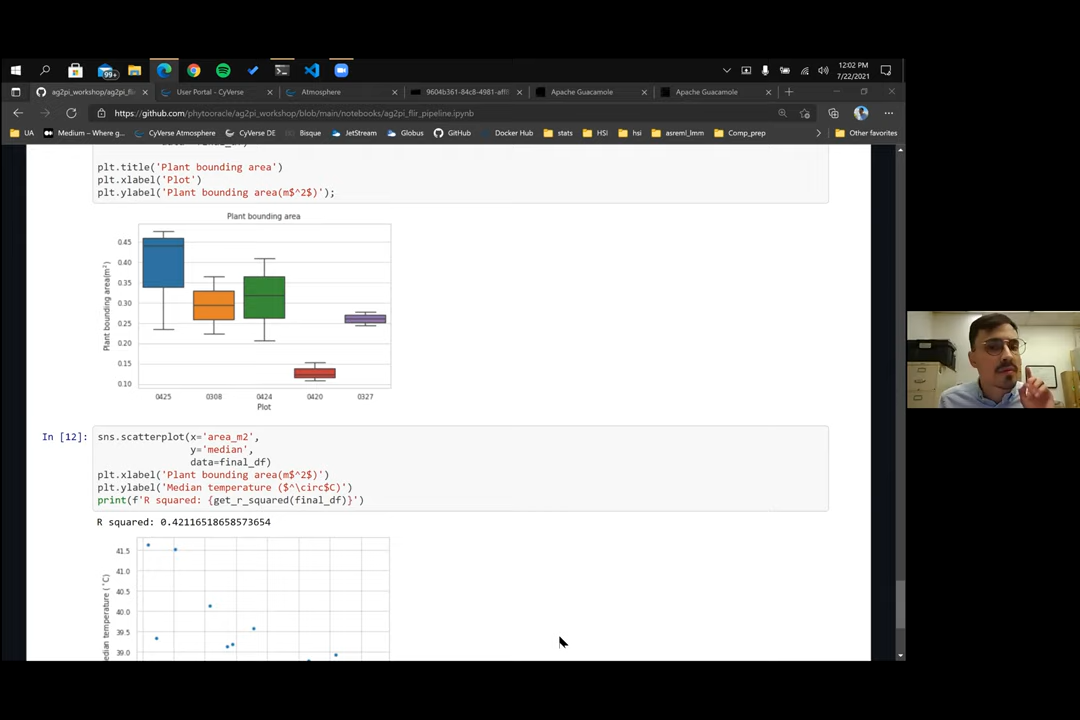 99+
12:02 PM
7/22/2021
ag2pi_workshop/ag2pi_fl
User Portal - CyVerse
Atmosphere
9604b361-84c8-4981-aff
Apache Guacamole
Apache Guacamole
https://github.com/phytooracle/ag2pi_workshop/blob/main/notebooks/ag2pi_flir_pipeline.ipynb
UA
Medium – Where g...
CyVerse Atmosphere
CyVerse DE
Bisque
JetStream
Globus
GitHub
Docker Hub
stats
HSI
hsi
asreml_lmm
Comp_prep
Other favorites
plt.title('Plant bounding area')
plt.xlabel('Plot')
plt.ylabel('Plant bounding area(m$^2$)');
Plant bounding area
0.45
0.40
0.35
0.30
0.25
0.20
0.15
0.10
Plant bounding area(m²)
0425
0308
0424
0420
0327
Plot
In [12]:
sns.scatterplot(x='area_m2',
y='median',
data=final_df)
plt.xlabel('Plant bounding area(m$^2$)')
plt.ylabel('Median temperature ($^\circ$C)')
print(f'R squared: {get_r_squared(final_df)}')
R squared: 0.42116518658573654
41.5
41.0
40.5
40.0
39.5
39.0
edian temperature (°C)